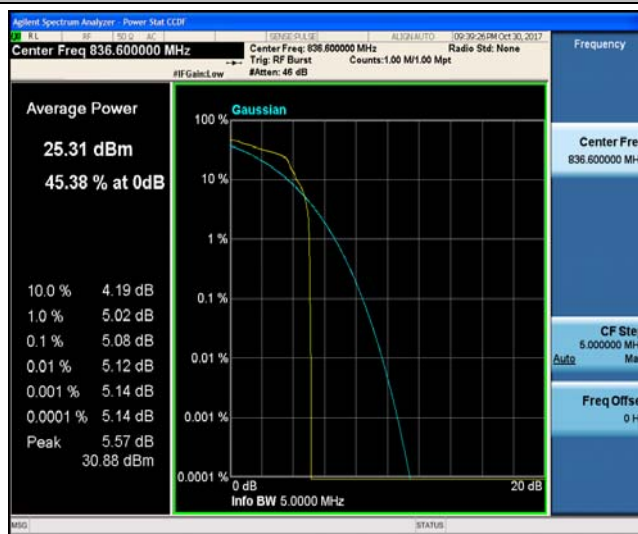 Agilent Spectrum Analyzer - Power Stat CCDF
RL RF 50 Ω AC SENSE:PULSE ALIGNAUTO 09:39:26 PM Oct 30, 2017
Center Freq 836.600000 MHz
Center Freq: 836.600000 MHz Radio Std: None
Trig: RF Burst Counts:1.00 M/1.00 Mpt
#IFGain:Low #Atten: 46 dB
Frequency
Average Power
25.31 dBm
45.38 % at 0dB
10.0 % 4.19 dB
1.0 % 5.02 dB
0.1 % 5.08 dB
0.01 % 5.12 dB
0.001 % 5.14 dB
0.0001 % 5.14 dB
Peak 5.57 dB
30.88 dBm
Gaussian
100 %
10 %
1 %
0.1 %
0.01 %
0.001 %
0.0001 %
0 dB 20 dB
Info BW 5.0000 MHz
Center Fre
836.600000 MH
CF Ste
5.000000 MH
Auto Ma
Freq Offse
0 H
MSG STATUS